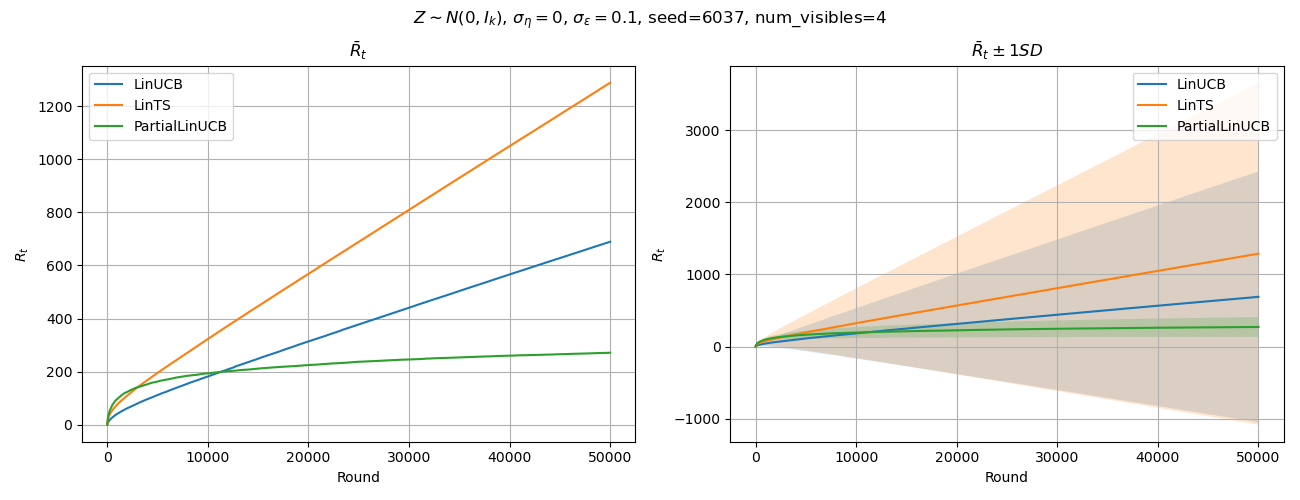 Z ~ N(0, I_k), σ_η = 0, σ_ε = 0.1, seed=6037, num_visibles=4
R̄_t
LinUCB
LinTS
PartialLinUCB
1200
1000
800
600
400
200
0
R_t
0 10000 20000 30000 40000 50000
Round
R̄_t ± 1SD
LinUCB
LinTS
PartialLinUCB
3000
2000
1000
0
−1000
R_t
0 10000 20000 30000 40000 50000
Round